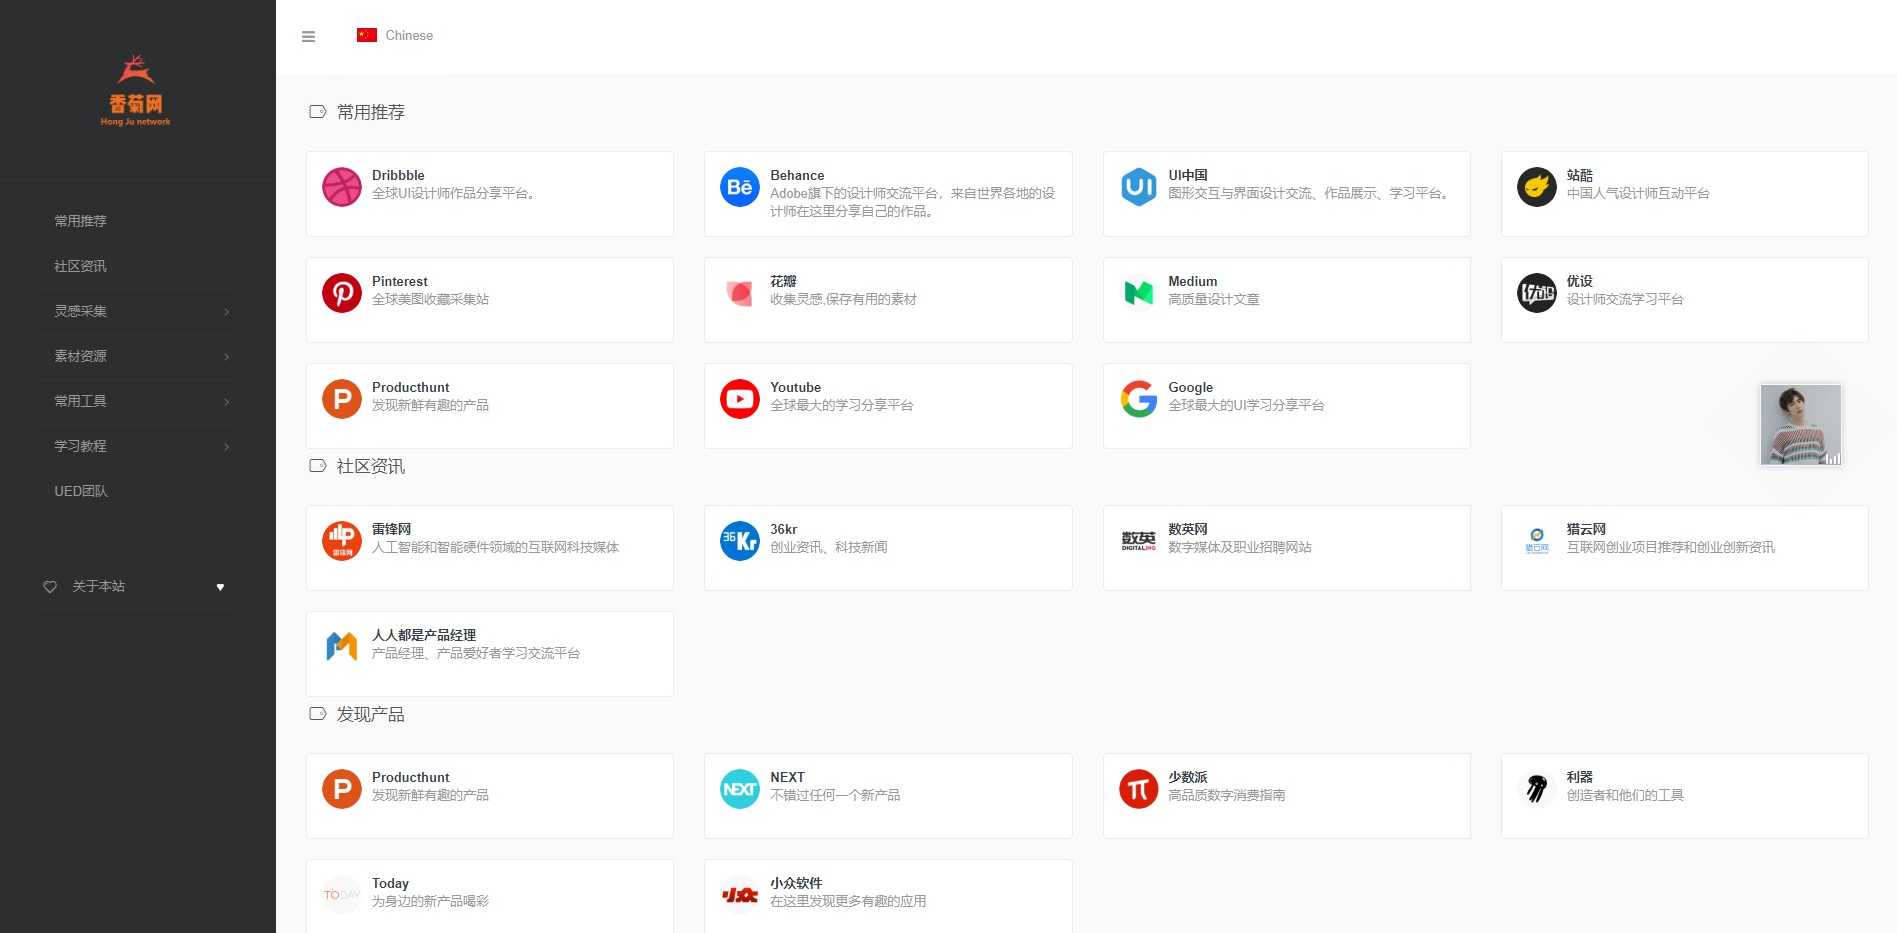 香菊网
Hong Ju network
常用推荐
社区资讯
灵感采集
素材资源
常用工具
学习教程
UED团队
关于本站
Chinese
常用推荐
Dribbble
全球UI设计师作品分享平台。
Behance
Adobe旗下的设计师交流平台，来自世界各地的设
计师在这里分享自己的作品。
UI中国
图形交互与界面设计交流、作品展示、学习平台。
站酷
中国人气设计师互动平台
Pinterest
全球美图收藏采集站
花瓣
收集灵感,保存有用的素材
Medium
高质量设计文章
优设
优设
设计师交流学习平台
Producthunt
发现新鲜有趣的产品
Youtube
全球最大的学习分享平台
Google
全球最大的UI学习分享平台
社区资讯
雷锋网
雷锋网
人工智能和智能硬件领域的互联网科技媒体
36Kr
36kr
创业资讯、科技新闻
数英
DIGITALING
数英网
数字媒体及职业招聘网站
猎云网
猎云网
互联网创业项目推荐和创业创新资讯
人人都是产品经理
产品经理、产品爱好者学习交流平台
发现产品
Producthunt
发现新鲜有趣的产品
NEXT
NEXT
不错过任何一个新产品
少数派
高品质数字消费指南
利器
创造者和他们的工具
TODAY
Today
为身边的新产品喝彩
小众
小众软件
在这里发现更多有趣的应用